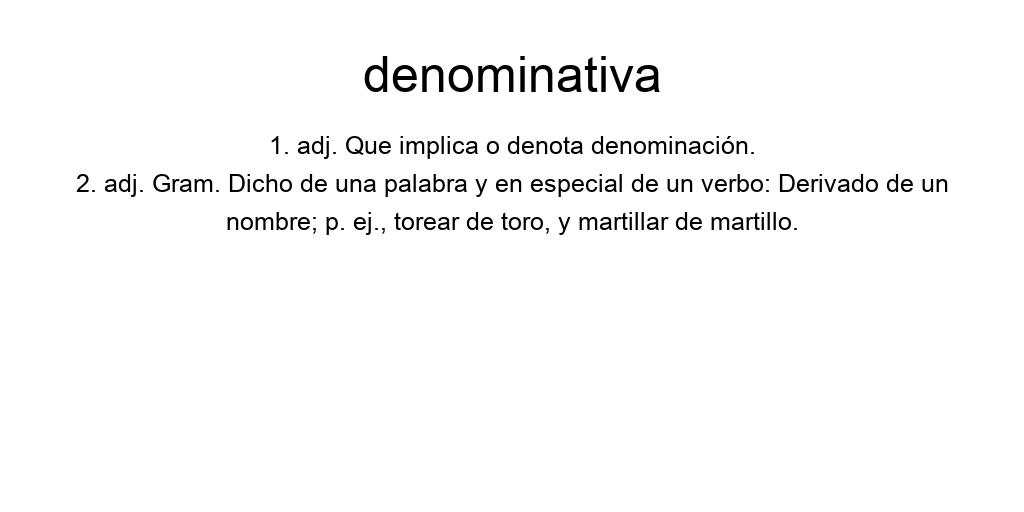 denominativa
1. adj. Que implica o denota denominación.
2. adj. Gram. Dicho de una palabra y en especial de un verbo: Derivado de un
nombre; p. ej., torear de toro, y martillar de martillo.